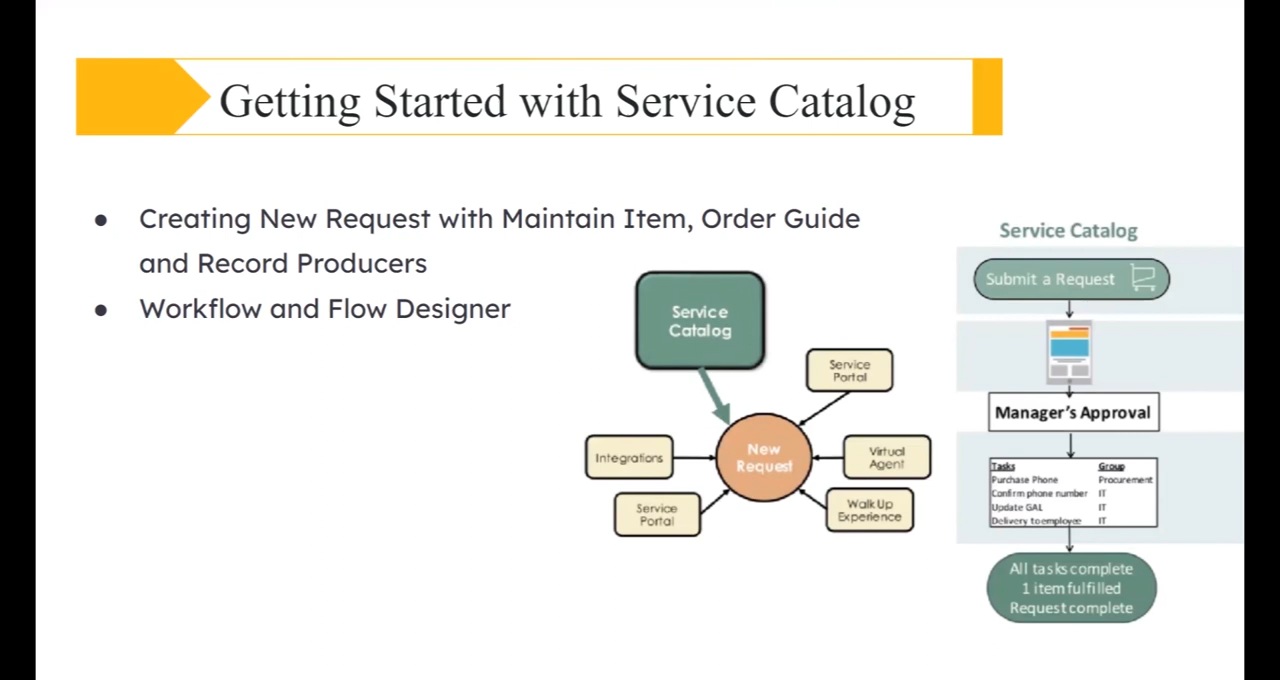 Getting Started with Service Catalog
● Creating New Request with Maintain Item, Order Guide
and Record Producers
● Workflow and Flow Designer
Service
Catalog
Service
Portal
Integrations
New
Request
Virtual
Agent
Service
Portal
Walk Up
Experience
Service Catalog
Submit a Request
Manager's Approval
Tasks Group
Purchase Phone Procurement
Confirm phone number IT
Update GAL IT
Delivery to employee IT
All tasks complete
1 item fulfilled
Request complete